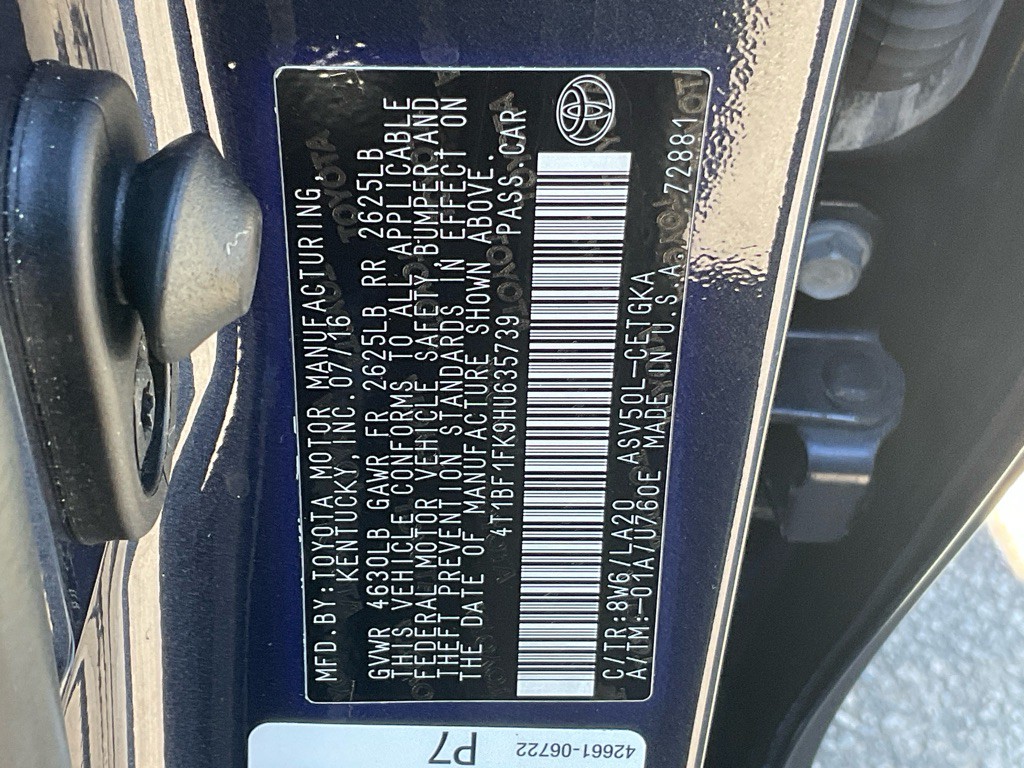 MFD.BY:TOYOTA MOTOR MANUFACTURING,
KENTUCKY,INC. 07/16
GVWR 4630LB GAWR FR 2625LB RR 2625LB
THIS VEHICLE CONFORMS TO ALL APPLICABLE
FEDERAL MOTOR VEHICLE SAFETY,BUMPER,AND
THEFT PREVENTION STANDARDS IN EFFECT ON
THE DATE OF MANUFACTURE SHOWN ABOVE.
4T1BF1FK9HU635739 PASS.CAR
C/TR:8W6/LA20 ASV50L-CETGKA
A/TM:-01A/U760E MADE IN U.S.A. 72881
P7
42661-06722